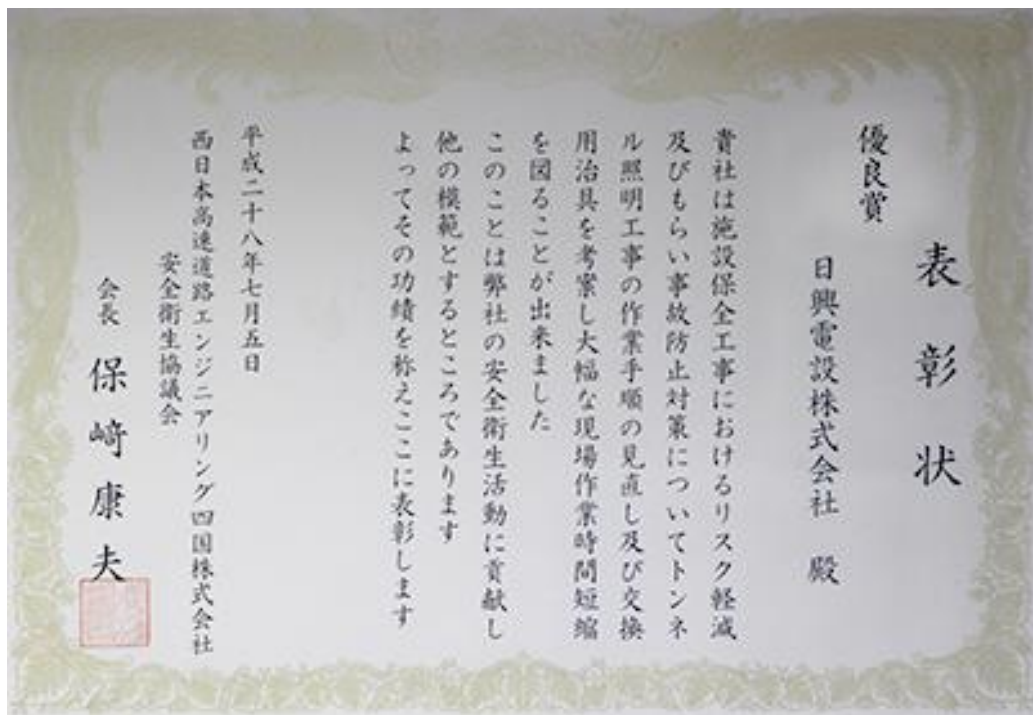 表彰状
優良賞
日興電設株式会社 殿
貴社は施設保全工事におけるリスク軽減
及びもらい事故防止対策についてトンネ
ル照明工事の作業手順の見直し及び交換
用治具を考案し大幅な現場作業時間短縮
を図ることが出来ました
このことは弊社の安全衛生活動に貢献し
他の模範とするところであります
よってその功績を称えここに表彰します
平成二十八年七月五日
西日本高速道路エンジニアリング四国株式会社
安全衛生協議会
会長 保﨑康夫